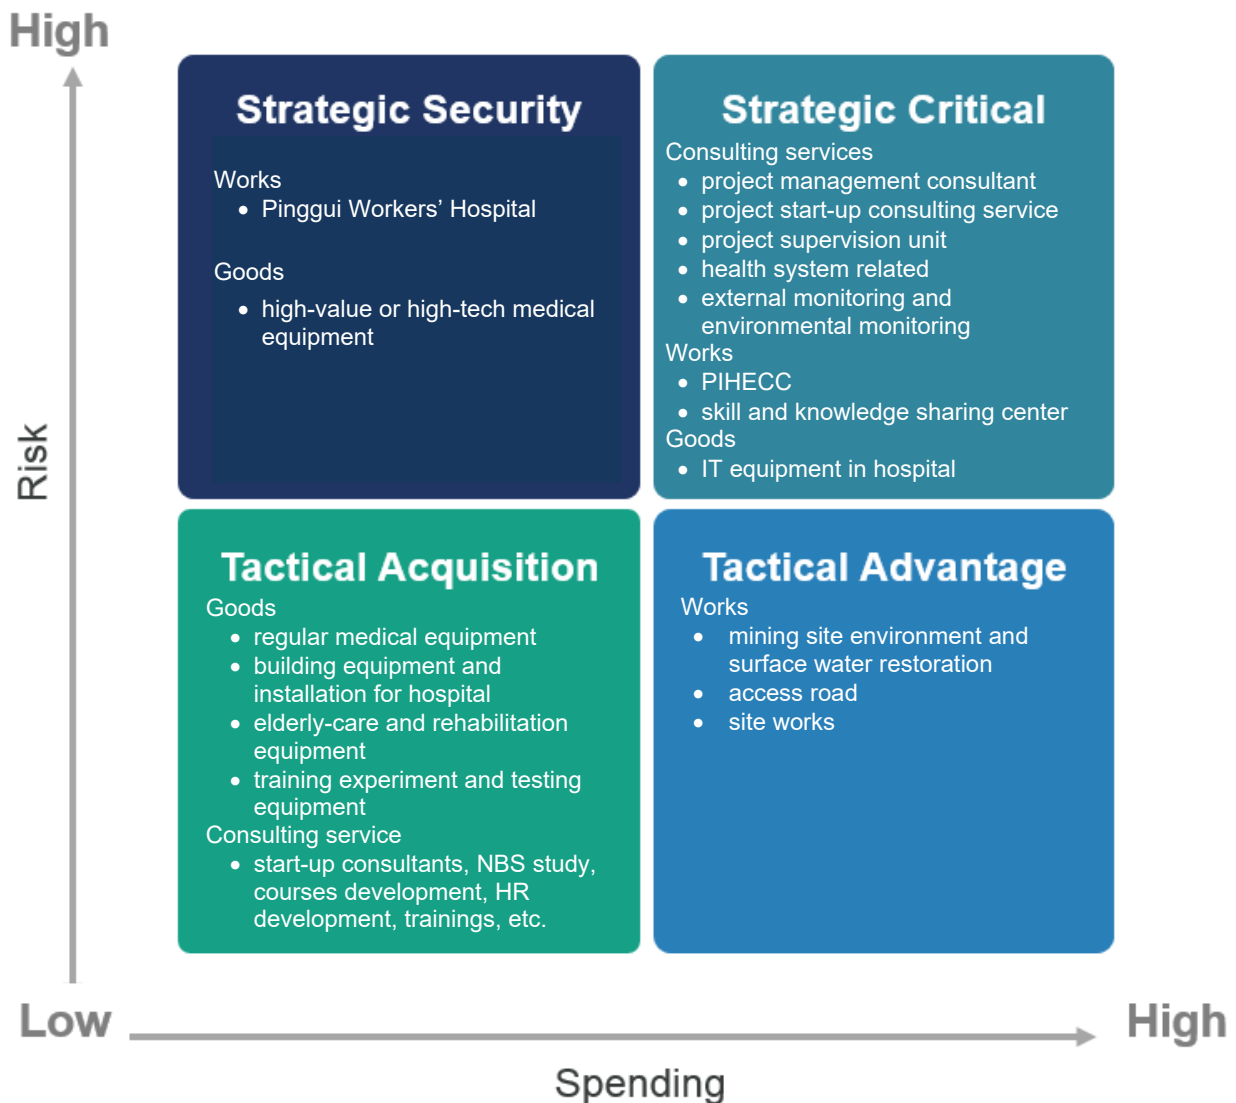 High
Strategic Security
Works
• Pinggui Workers’ Hospital
Goods
• high-value or high-tech medical
equipment
Strategic Critical
Consulting services
• project management consultant
• project start-up consulting service
• project supervision unit
• health system related
• external monitoring and
environmental monitoring
Works
• PIHECC
• skill and knowledge sharing center
Goods
• IT equipment in hospital
Risk
Tactical Acquisition
Goods
• regular medical equipment
• building equipment and
installation for hospital
• elderly-care and rehabilitation
equipment
• training experiment and testing
equipment
Consulting service
• start-up consultants, NBS study,
courses development, HR
development, trainings, etc.
Tactical Advantage
Works
• mining site environment and
surface water restoration
• access road
• site works
Low
High
Spending